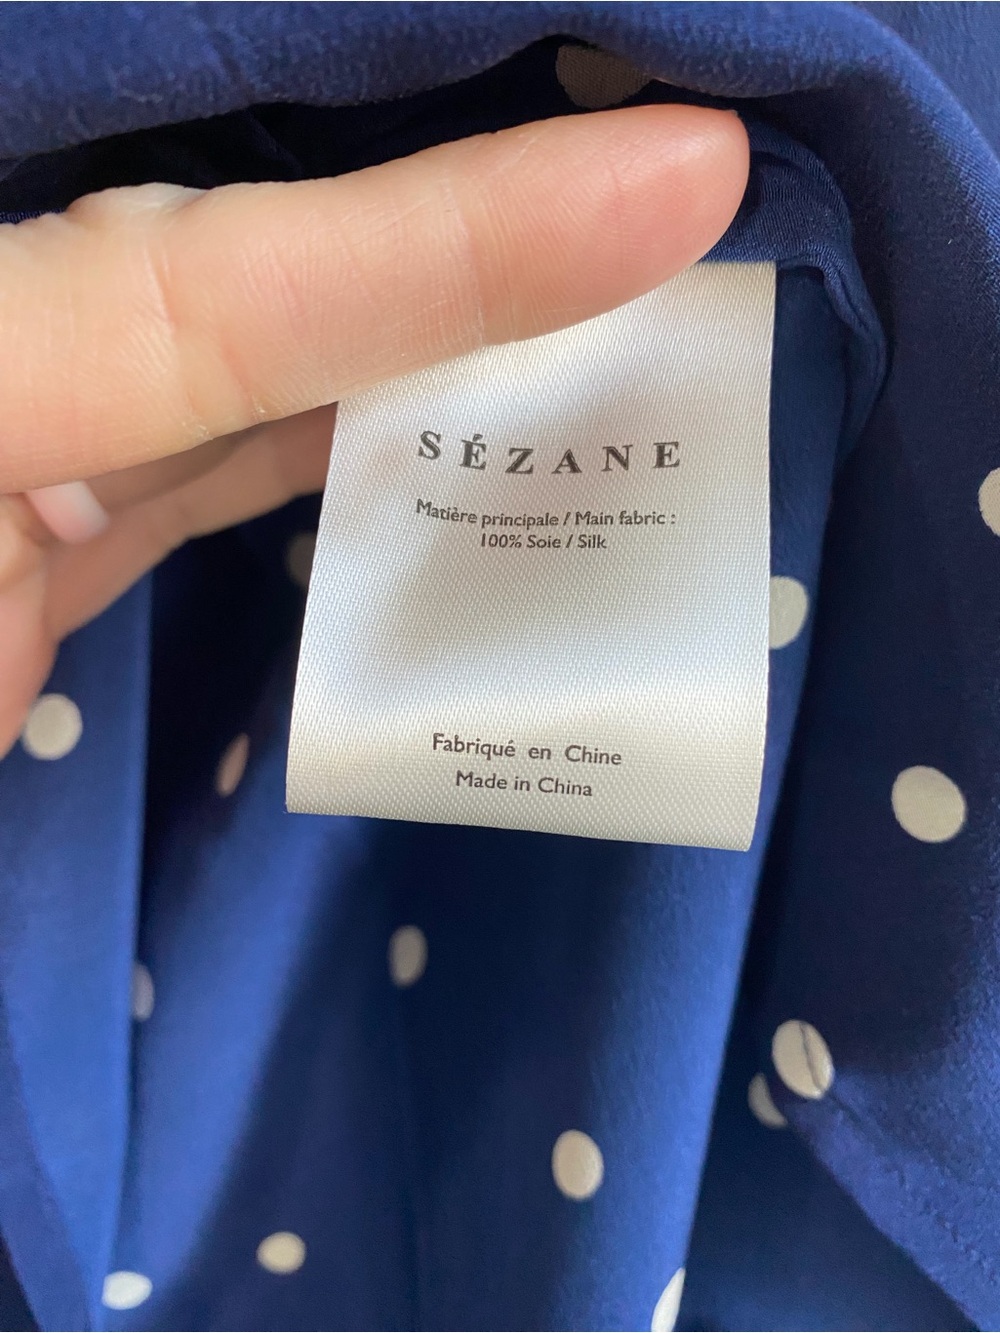 SÉZANE
Matière principale / Main fabric :
100% Soie / Silk
Fabriqué en Chine
Made in China